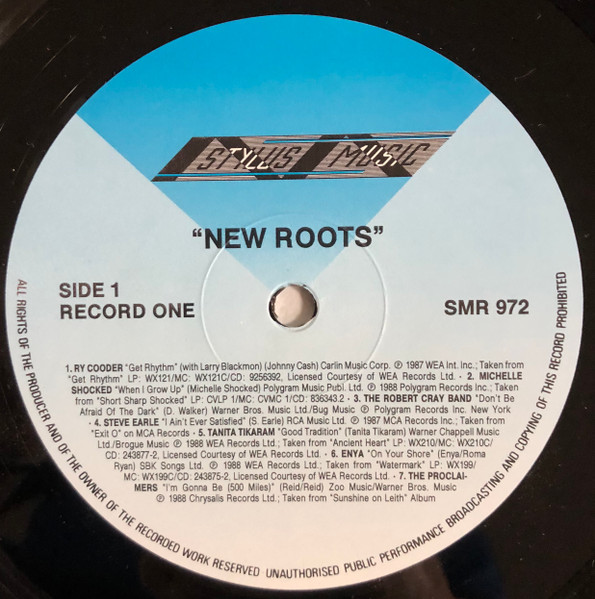 STYLUS MUSIC
"NEW ROOTS"
SIDE 1
RECORD ONE
SMR 972
1. RY COODER "Get Rhythm" (with Larry Blackmon) (Johnny Cash) Carlin Music Corp. ℗ 1987 WEA Int. Inc.; Taken from
"Get Rhythm" LP: WX121/MC: WX121C/CD: 9256392, Licensed Courtesy of WEA Records Ltd. · 2. MICHELLE
SHOCKED "When I Grow Up" (Michelle Shocked) Polygram Music Publ. Ltd. ℗ 1988 Polygram Records Inc.; Taken
from "Short Sharp Shocked" LP: CVLP 1/MC: CVMC 1/CD: 836343.2 · 3. THE ROBERT CRAY BAND "Don't Be
Afraid Of The Dark" (D. Walker) Warner Bros. Music Ltd./Bug Music ℗ Polygram Records Inc. New York
· 4. STEVE EARLE "I Ain't Ever Satisfied" (S. Earle) RCA Music Ltd. ℗ 1987 MCA Records Inc.; Taken from
"Exit O" on MCA Records · 5. TANITA TIKARAM "Good Tradition" (Tanita Tikaram) Warner Chappell Music
Ltd./Brogue Music ℗ 1988 WEA Records Ltd.; Taken from "Ancient Heart" LP: WX210/MC: WX210C/
CD: 243877-2, Licensed Courtesy of WEA Records Ltd. · 6. ENYA "On Your Shore" (Enya/Roma
Ryan) SBK Songs Ltd. ℗ 1988 WEA Records Ltd.; Taken from "Watermark" LP: WX199/
MC: WX199C/CD: 243875-2, Licensed Courtesy of WEA Records Ltd. · 7. THE PROCLAI-
MERS "I'm Gonna Be (500 Miles)" (Reid/Reid) Zoo Music/Warner Bros. Music
℗ 1988 Chrysalis Records Ltd.; Taken from "Sunshine on Leith" Album
ALL RIGHTS OF THE PRODUCER AND OF THE OWNER OF THE RECORDED WORK RESERVED · UNAUTHORISED PUBLIC PERFORMANCE BROADCASTING AND COPYING OF THIS RECORD PROHIBITED